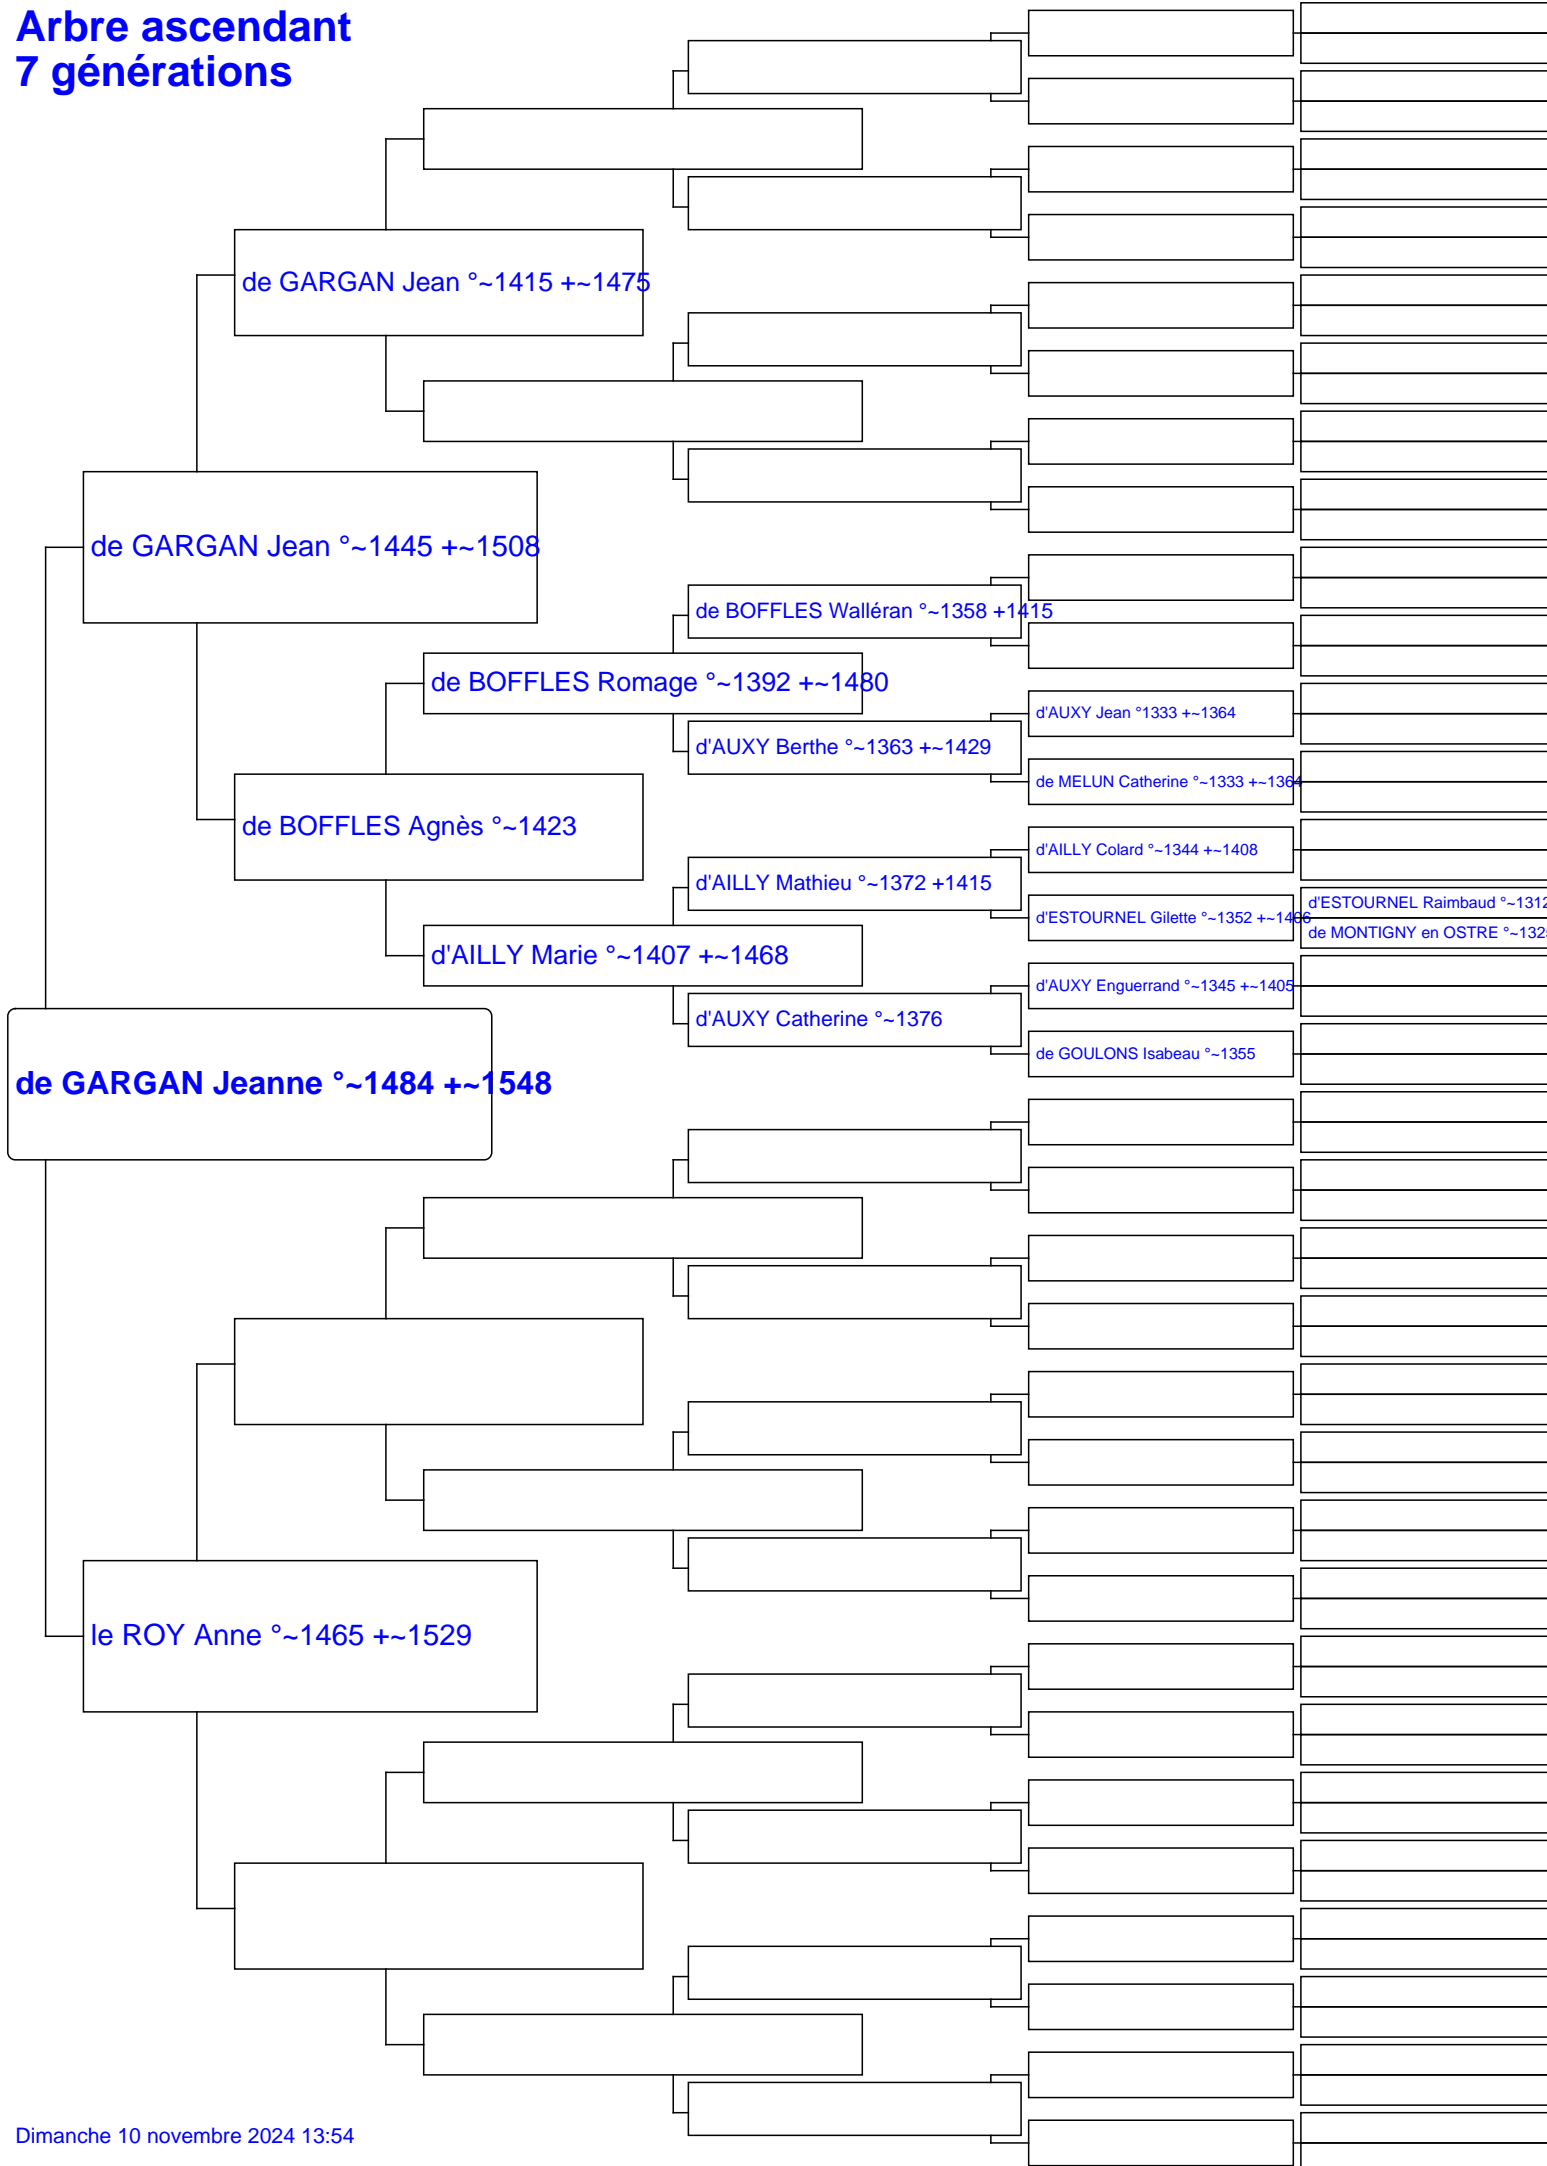 Arbre ascendant
7 générations
de GARGAN Jean °~1415 +~1475
de GARGAN Jean °~1445 +~1508
de BOFFLES Walléran °~1358 +1415
de BOFFLES Romage °~1392 +~1480
d'AUXY Jean °1333 +~1364
d'AUXY Berthe °~1363 +~1429
de MELUN Catherine °~1333 +~1364
de BOFFLES Agnès °~1423
d'AILLY Colard °~1344 +~1408
d'AILLY Mathieu °~1372 +1415
d'ESTOURNEL Raimbaud °~1312
d'ESTOURNEL Gilette °~1352 +~1406
de MONTIGNY en OSTRE °~1325
d'AILLY Marie °~1407 +~1468
d'AUXY Enguerrand °~1345 +~1405
d'AUXY Catherine °~1376
de GOULONS Isabeau °~1355
de GARGAN Jeanne °~1484 +~1548
le ROY Anne °~1465 +~1529
Dimanche 10 novembre 2024 13:54